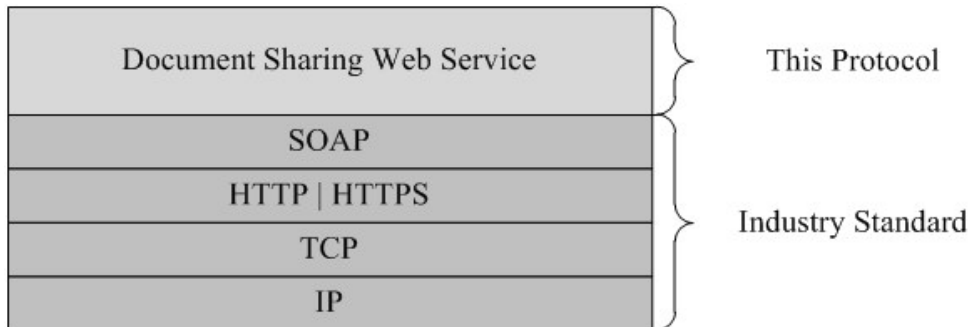 Document Sharing Web Service
This Protocol
SOAP
HTTP | HTTPS
TCP
IP
Industry Standard